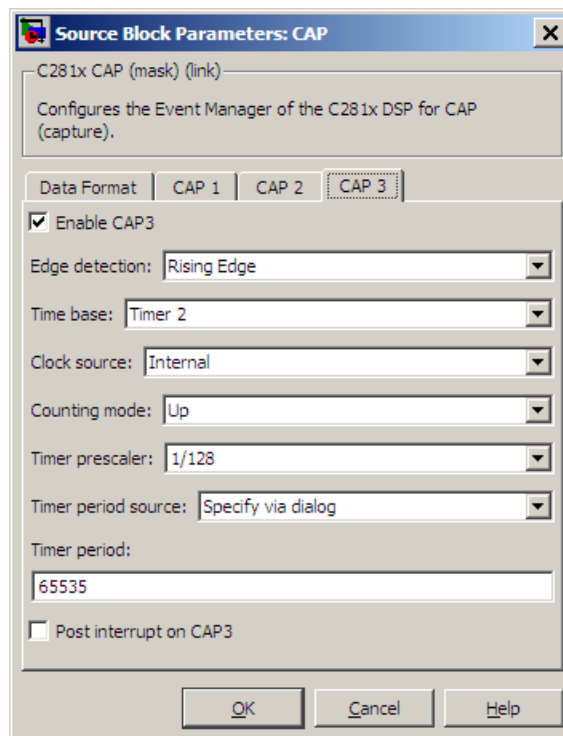 Source Block Parameters: CAP
C281x CAP (mask) (link)
Configures the Event Manager of the C281x DSP for CAP
(capture).
Data Format CAP 1 CAP 2 CAP 3
Enable CAP3
Edge detection: Rising Edge
Time base: Timer 2
Clock source: Internal
Counting mode: Up
Timer prescaler: 1/128
Timer period source: Specify via dialog
Timer period:
65535
Post interrupt on CAP3
OK Cancel Help